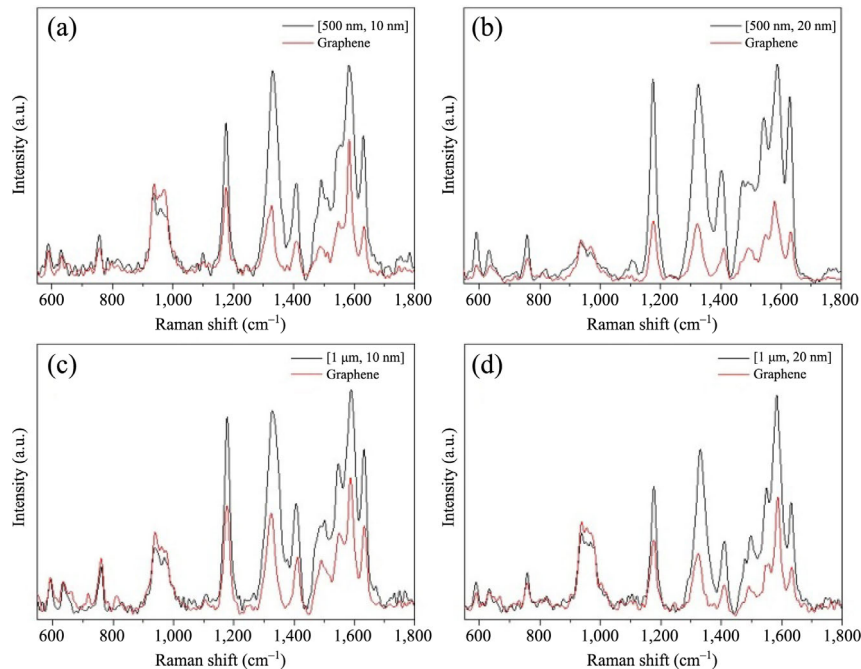 (a)
[500 nm, 10 nm]
Graphene
Intensity (a.u.)
600 800 1,000 1,200 1,400 1,600 1,800
Raman shift (cm⁻¹)
(b)
[500 nm, 20 nm]
Graphene
Intensity (a.u.)
600 800 1,000 1,200 1,400 1,600 1,800
Raman shift (cm⁻¹)
(c)
[1 μm, 10 nm]
Graphene
Intensity (a.u.)
600 800 1,000 1,200 1,400 1,600 1,800
Raman shift (cm⁻¹)
(d)
[1 μm, 20 nm]
Graphene
Intensity (a.u.)
600 800 1,000 1,200 1,400 1,600 1,800
Raman shift (cm⁻¹)